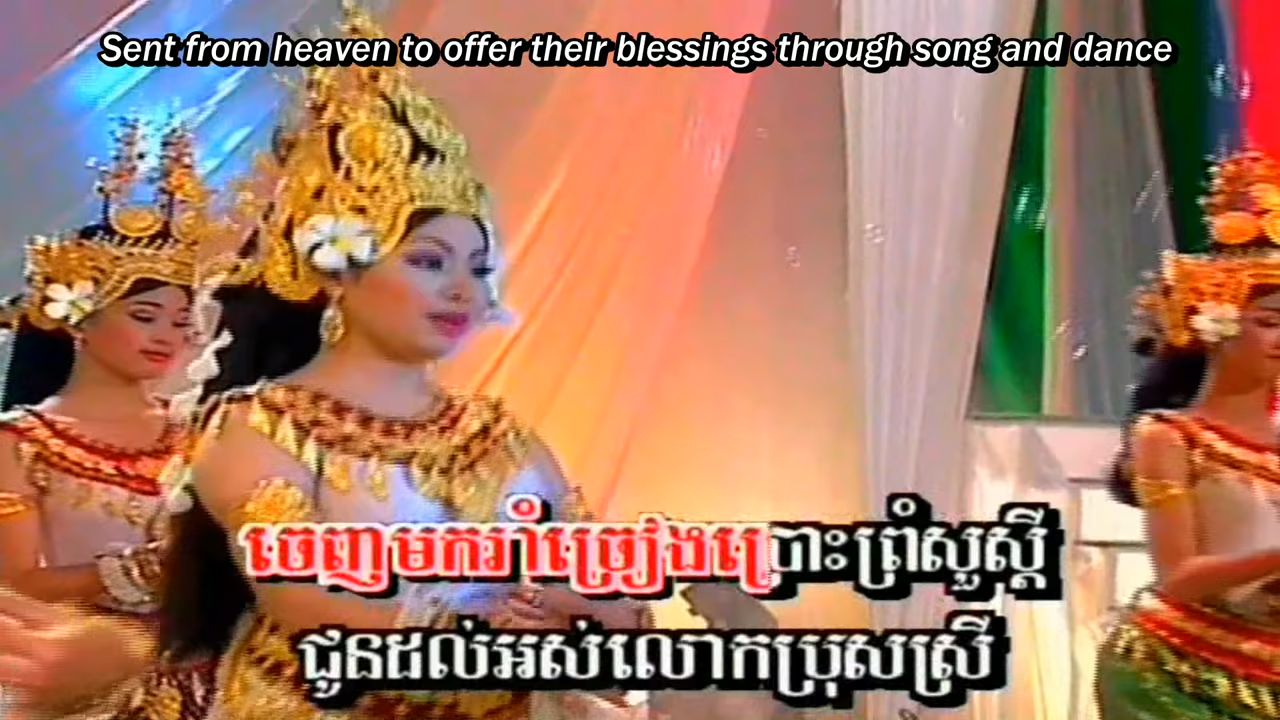 Sent from heaven to offer their blessings through song and dance
ចេញមករាំច្រៀងប្រោះព្រំសួស្តី
ជូនដល់អស់លោកប្រុសស្រី